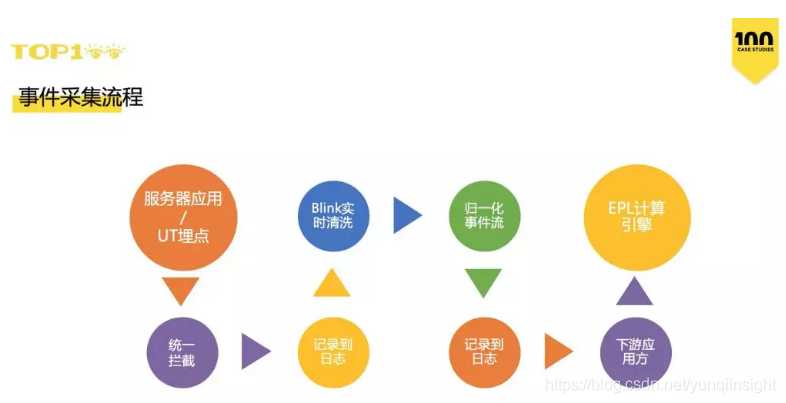 TOP100
100
CASE STUDIES
事件采集流程
服务器应用
/
UT埋点
统一
拦截
记录到
日志
Blink实
时清洗
归一化
事件流
记录到
日志
下游应
用方
EPL计算
引擎
https://blog.csdn.net/yunqiinsight